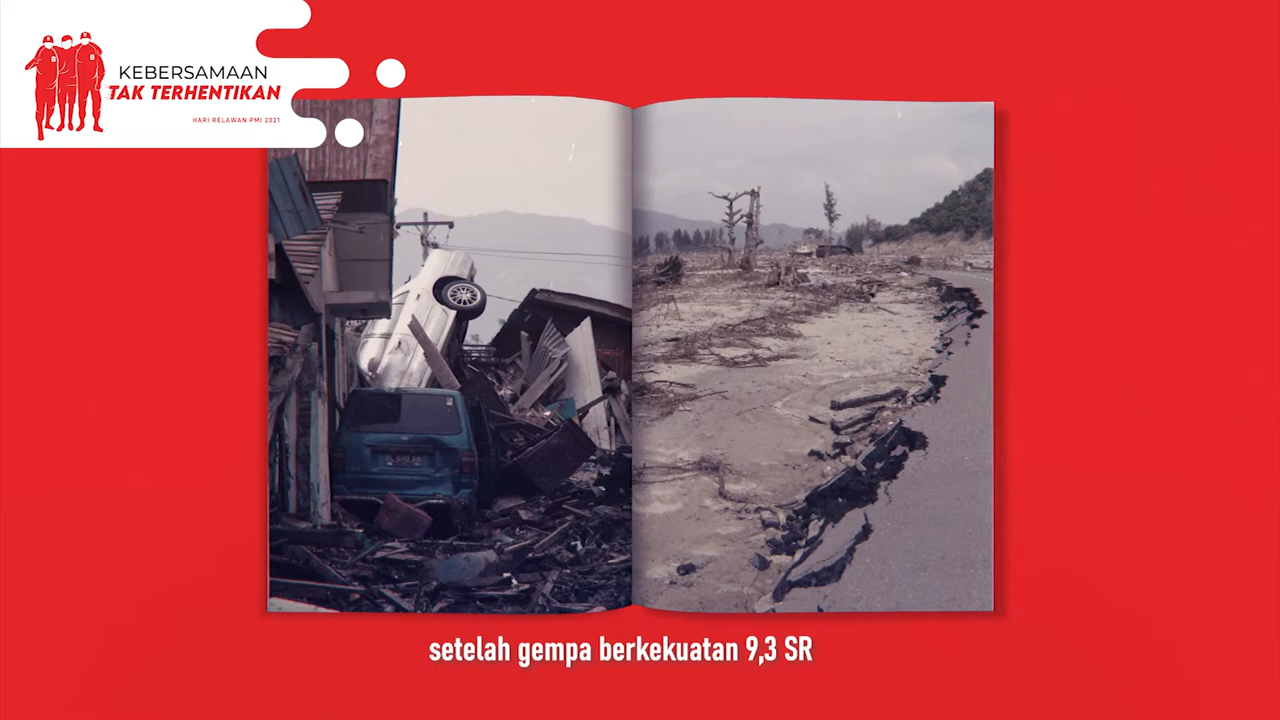 KEBERSAMAAN
TAK TERHENTIKAN
HARI RELAWAN PMI 2021
setelah gempa berkekuatan 9,3 SR